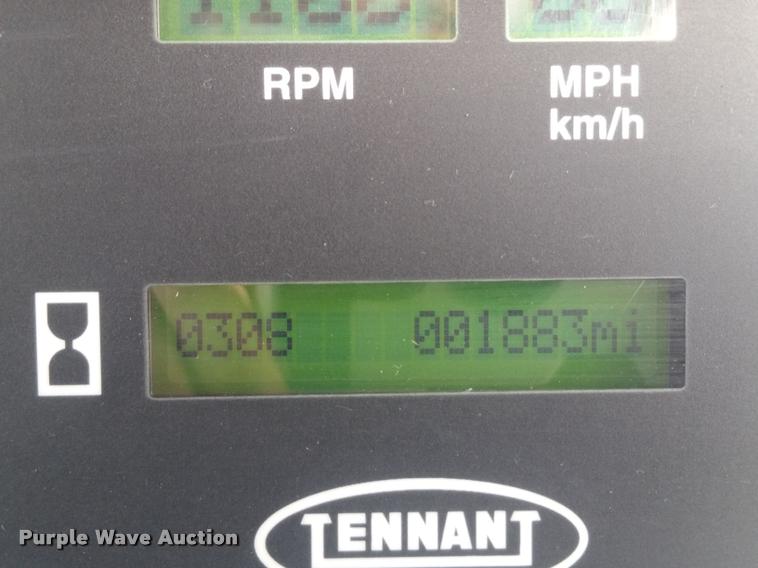 RPM
MPH
km/h
0308 001883mi
TENNANT
Purple Wave Auction